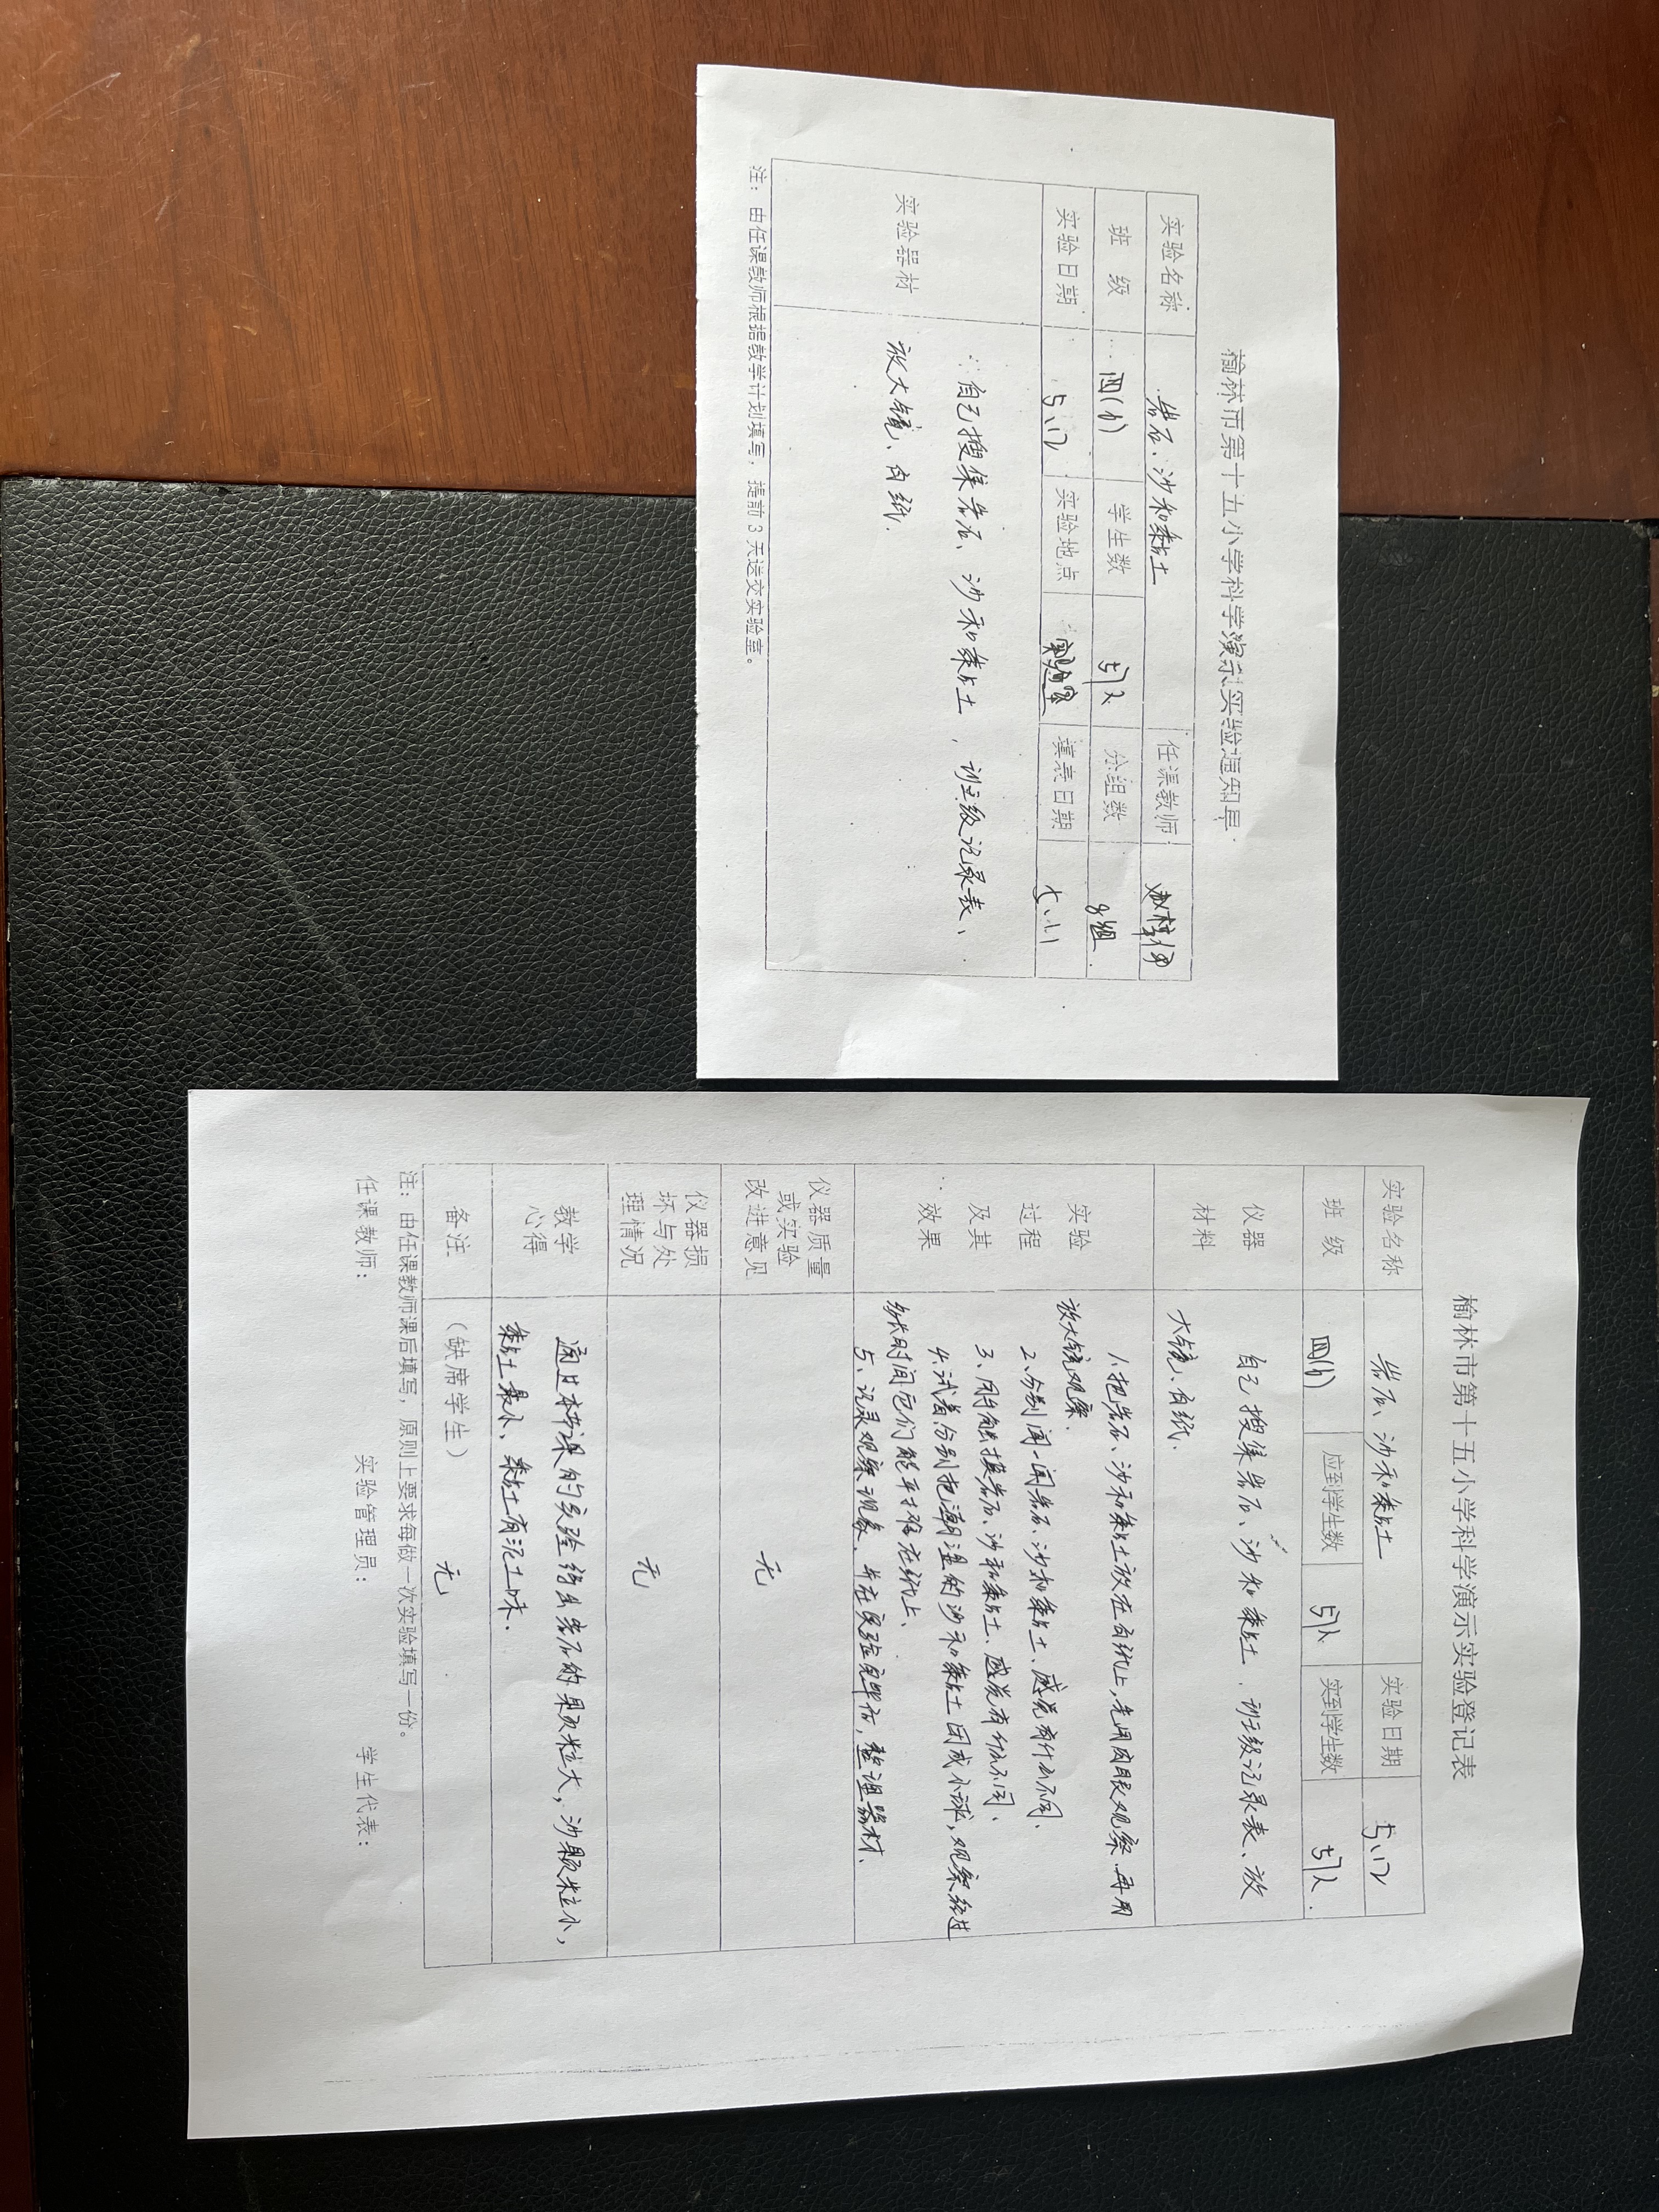 榆林市第十五小学科学演示实验通知单
实验名称 岩石、沙和黏土 任课教师
班 级 四(6) 学生数 51人 分组数 8组.
实验日期 5、12 实验地点 实验室 填表日期 5、11
实验器材
自己搜集岩石、沙和黏土,班级记录表、
放大镜、白纸.
注：由任课教师根据教学计划填写，提前 3 天送交实验室。
榆林市第十五小学科学演示实验登记表
实验名称 岩石、沙和黏土 实验日期 5、12
班 级 四(6) 应到学生数 51人 实到学生数 51人.
仪器
材料
自己搜集岩石、沙和黏土、班级记录表、放
大镜、白纸.
实验
过程
及其
效果
1、把岩石、沙和黏土放在白纸上,先用肉眼观察、再用
放大镜观察.
2、分别闻一闻岩石、沙和黏土、感觉有什么不同.
3、用手触摸岩石、沙和黏土、感觉有什么不同.
4、试着分别把潮湿的沙和黏土团成小球,观察经过
多长时间它们能平摊在纸上.
5、记录观察现象、并在实验完毕后,整理器材.
仪器质量
或实验
改进意见
无
仪器损
坏与处
理情况
无
教学
心得
通过本节课的实验得出岩石的颗粒大,沙颗粒小,
黏土最小、黏土有泥土味.
备注 (缺席学生) 无
注：由任课教师课后填写，原则上要求每做一次实验填写一份。
任课教师： 实验管理员： 学生代表：